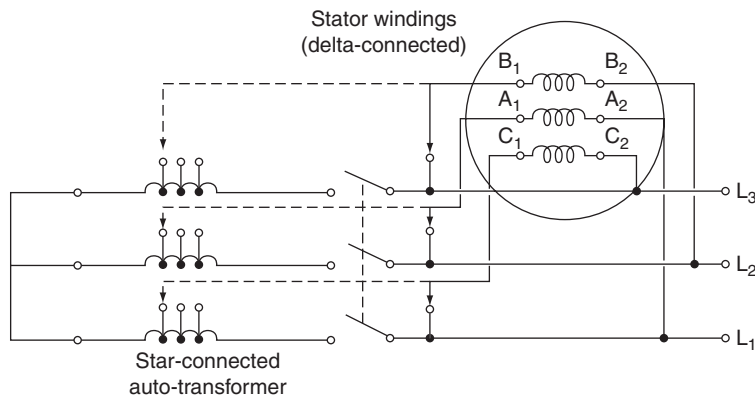 Stator windings
(delta-connected)
B₁ B₂
A₁ A₂
C₁ C₂
L₃
L₂
L₁
Star-connected
auto-transformer